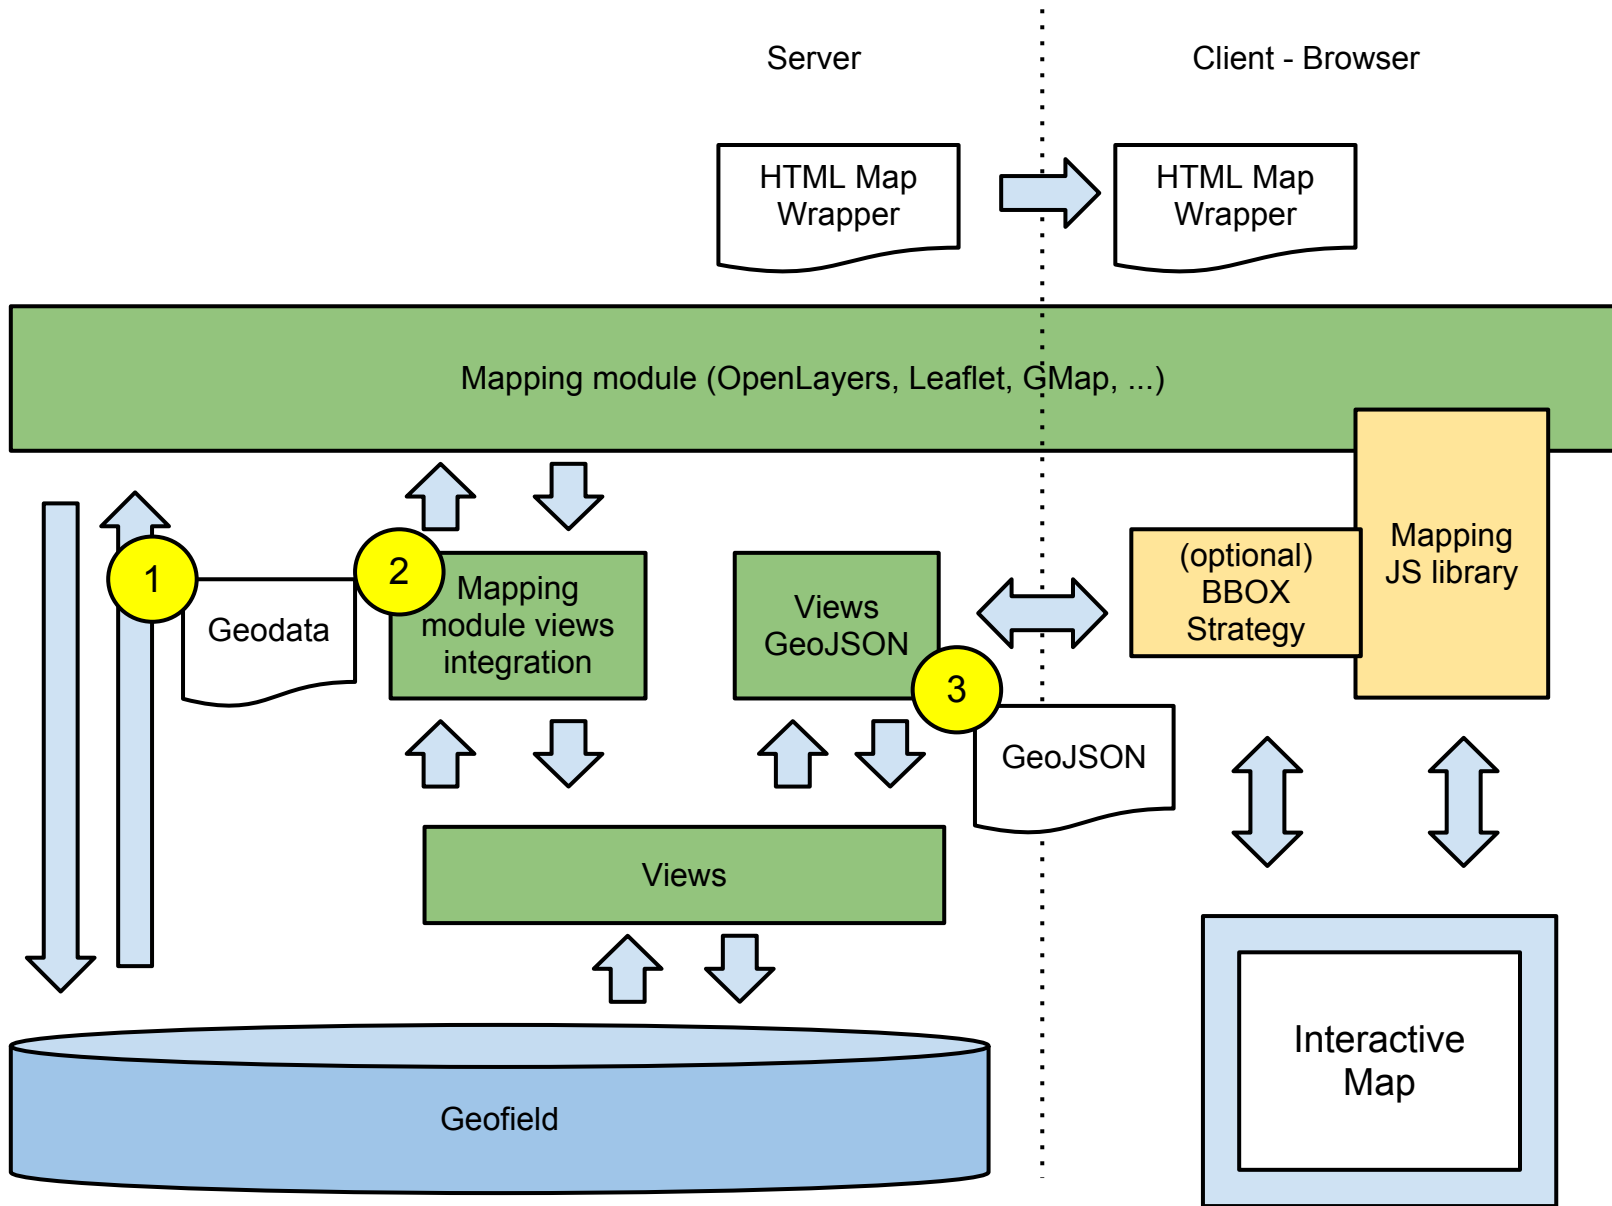 Server
Client - Browser
HTML Map
Wrapper
HTML Map
Wrapper
Mapping module (OpenLayers, Leaflet, GMap, ...)
1
Geodata
2
Mapping
module views
integration
Views
GeoJSON
3
GeoJSON
(optional)
BBOX
Strategy
Mapping
JS library
Views
Geofield
Interactive
Map